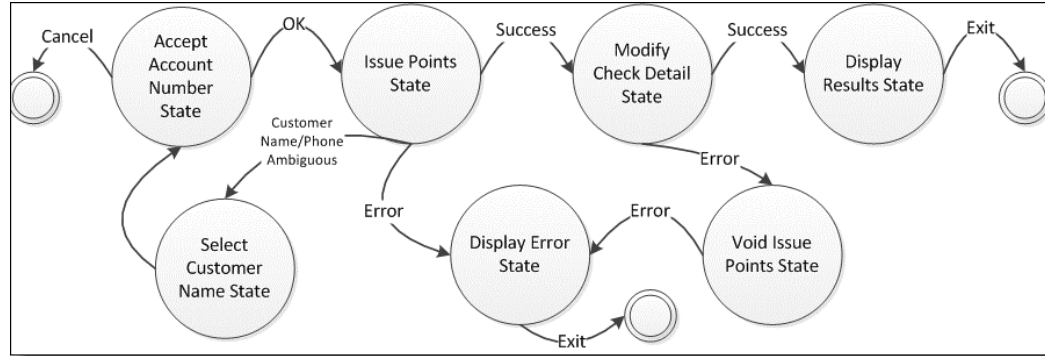 Cancel
Accept
Account
Number
State
OK
Issue Points
State
Success
Modify
Check Detail
State
Success
Display
Results State
Exit
Customer
Name/Phone
Ambiguous
Error
Error
Select
Customer
Name State
Display Error
State
Error
Void Issue
Points State
Exit